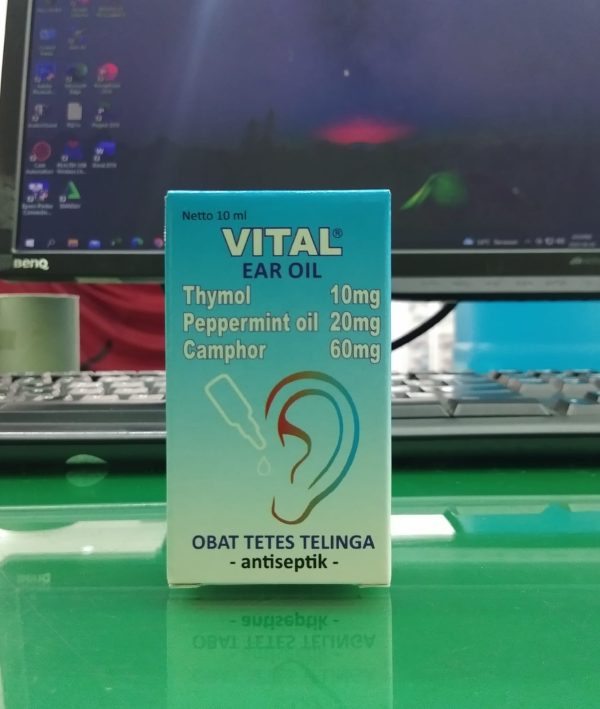 Netto 10 ml
VITAL®
EAR OIL
Thymol 10mg
Peppermint oil 20mg
Camphor 60mg
OBAT TETES TELINGA
- antiseptik -
BenQ